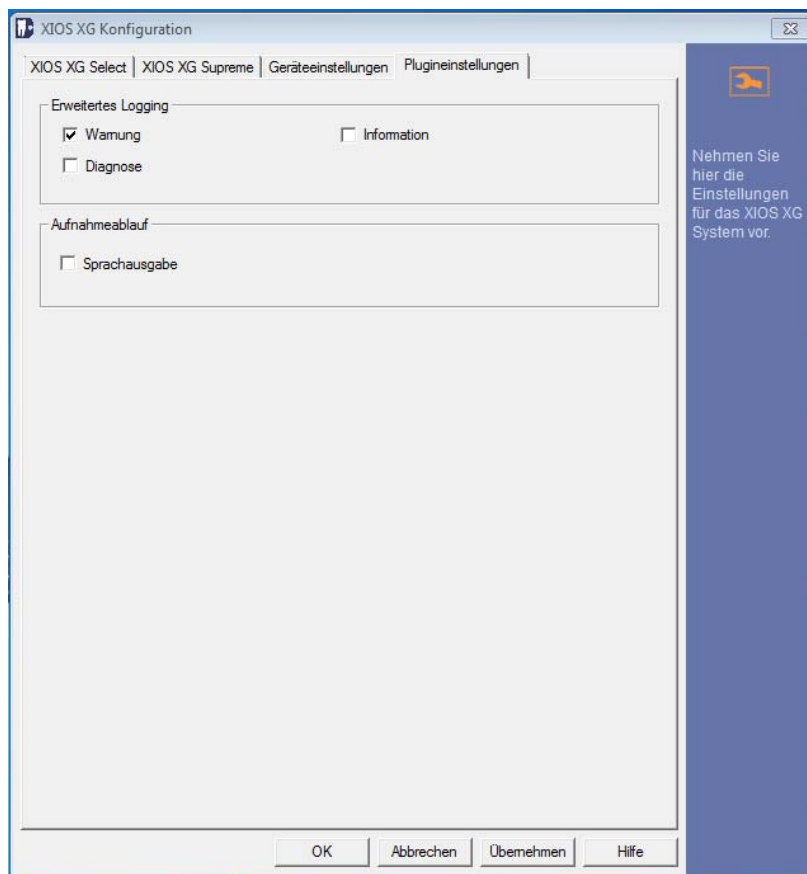 XIOS XG Konfiguration
XIOS XG Select
XIOS XG Supreme
Geräteeinstellungen
Plugineinstellungen
Erweitertes Logging
Warnung
Information
Diagnose
Aufnahmeablauf
Sprachausgabe
Nehmen Sie
hier die
Einstellungen
für das XIOS XG
System vor.
OK
Abbrechen
Übernehmen
Hilfe